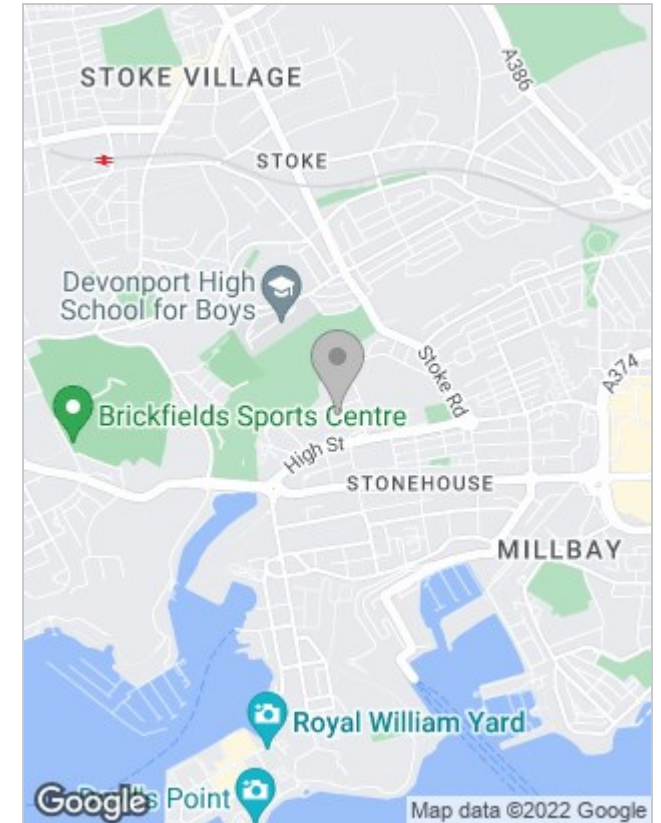 STOKE VILLAGE
A386
STOKE
Devonport High
School for Boys
Stoke Rd
A374
Brickfields Sports Centre
High St
STONEHOUSE
MILLBAY
Royal William Yard
Google
Point
Map data ©2022 Google